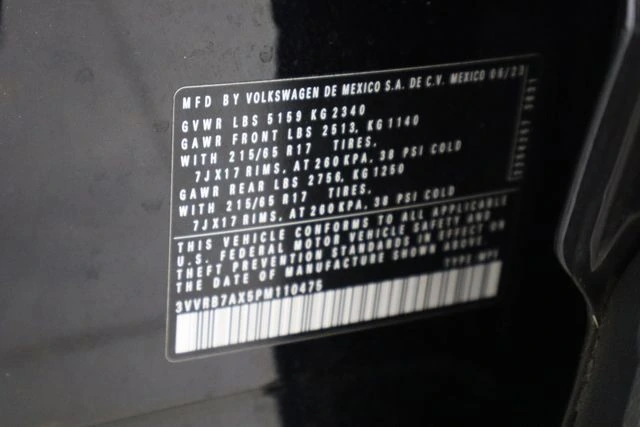 MFD BY VOLKSWAGEN DE MEXICO S.A. DE C.V. MEXICO 06/23
GVWR LBS 5159 KG 2340
GAWR FRONT LBS 2513, KG 1140
WITH 215/65 R17 TIRES,
7JX17 RIMS, AT 260 KPA, 38 PSI COLD
GAWR REAR LBS 2756, KG 1250
WITH 215/65 R17 TIRES,
7JX17 RIMS, AT 260 KPA, 38 PSI COLD
THIS VEHICLE CONFORMS TO ALL APPLICABLE
U.S. FEDERAL MOTOR VEHICLE SAFETY AND
THEFT PREVENTION STANDARDS IN EFFECT ON
THE DATE OF MANUFACTURE SHOWN ABOVE.
3VVRB7AX5PM110475
TYPE MPV